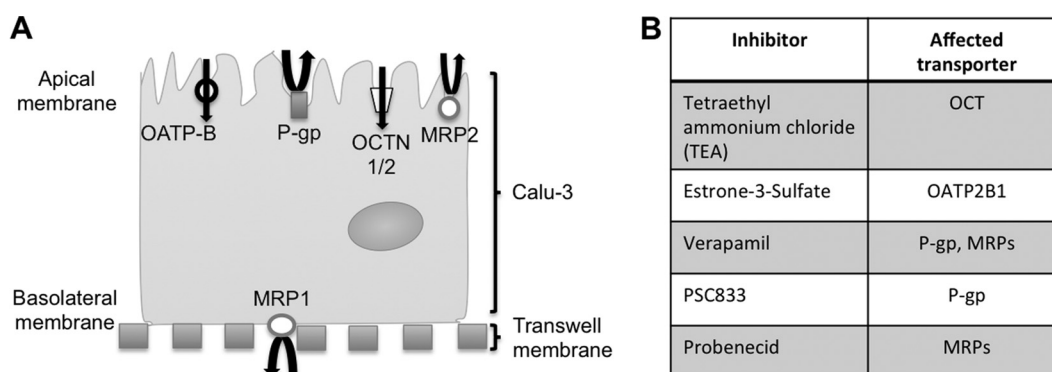 A
Apical
membrane
OATP-B
P-gp
OCTN
1/2
MRP2
Calu-3
Basolateral
membrane
MRP1
Transwell
membrane
B
Inhibitor
Affected
transporter
Tetraethyl
ammonium chloride
(TEA)
OCT
Estrone-3-Sulfate
OATP2B1
Verapamil
P-gp, MRPs
PSC833
P-gp
Probenecid
MRPs